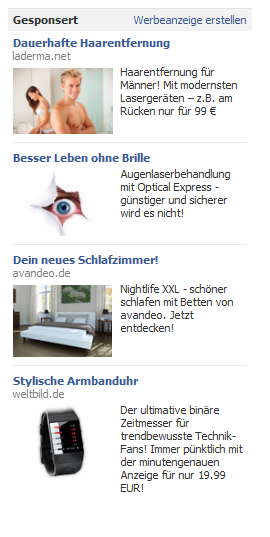 Gesponsert Werbeanzeige erstellen
Dauerhafte Haarentfernung
laderma.net
Haarentfernung für
Männer! Mit modernsten
Lasergeräten – z.B. am
Rücken nur für 99 €
Besser Leben ohne Brille
Augenlaserbehandlung
mit Optical Express -
günstiger und sicherer
wird es nicht!
Dein neues Schlafzimmer!
avandeo.de
Nightlife XXL - schöner
schlafen mit Betten von
avandeo. Jetzt
entdecken!
Stylische Armbanduhr
weltbild.de
Der ultimative binäre
Zeitmesser für
trendbewusste Technik-
Fans! Immer pünktlich mit
der minutengenauen
Anzeige für nur 19.99
EUR!